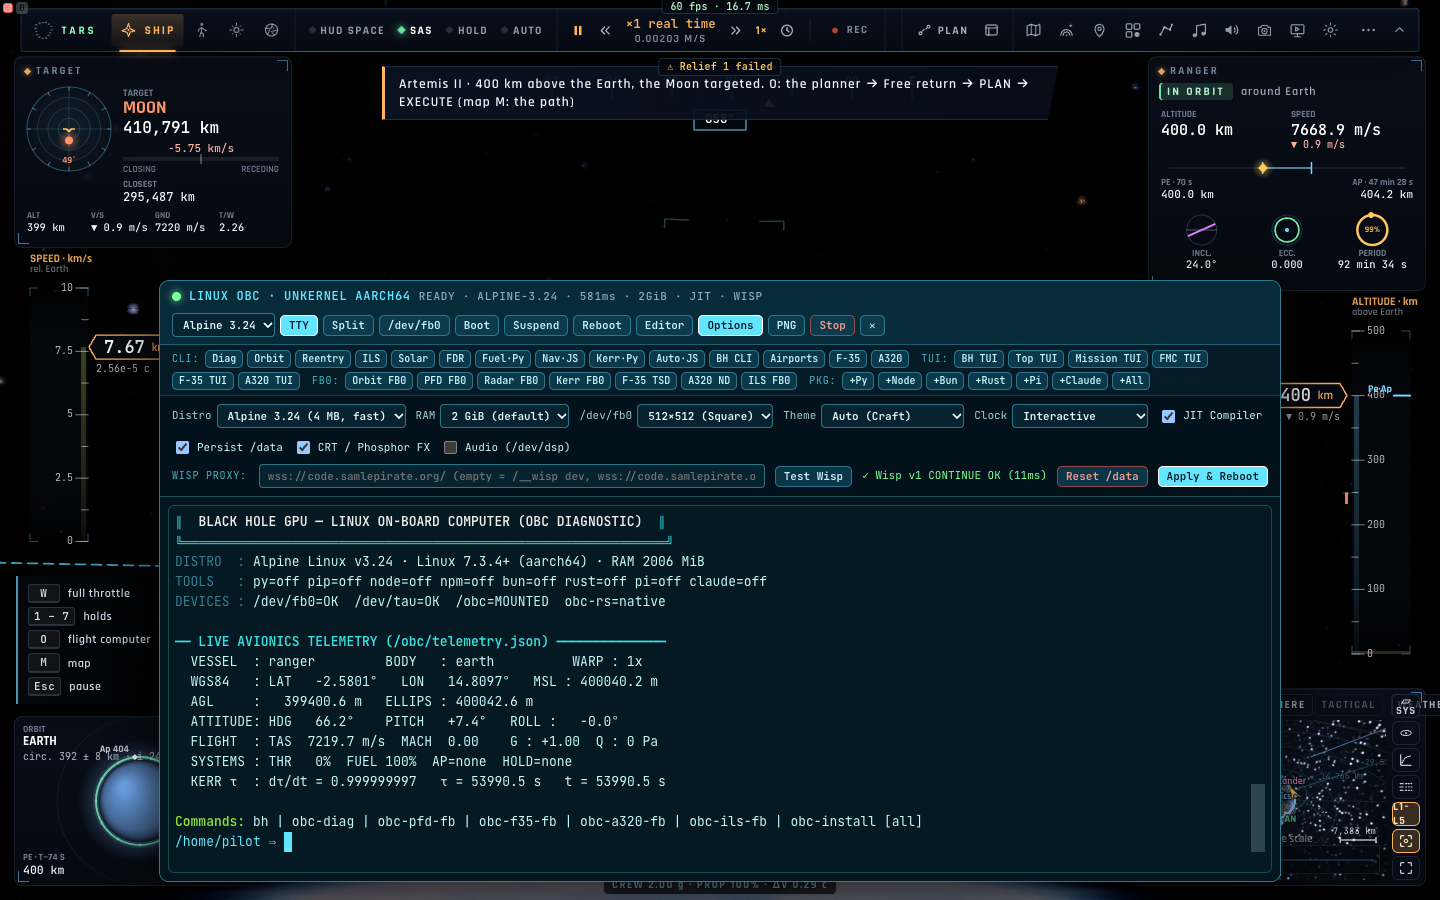 60 fps · 16.7 ms
TARS
SHIP
HUD SPACE
SAS
HOLD
AUTO
×1 real time
0.00203 M/S
1×
REC
PLAN
⚠ Relief 1 failed
Artemis II · 400 km above the Earth, the Moon targeted. O: the planner → Free return → PLAN →
EXECUTE (map M: the path)
TARGET
TARGET
MOON
410,791 km
-5.75 km/s
49°
CLOSING RECEDING
CLOSEST
295,487 km
ALT V/S GND T/W
399 km ▼ 0.9 m/s 7220 m/s 2.26
RANGER
IN ORBIT around Earth
ALTITUDE SPEED
400.0 km 7668.9 m/s
▼ 0.9 m/s
PE · 70 s AP · 47 min 28 s
400.0 km 404.2 km
99%
INCL. ECC. PERIOD
24.0° 0.000 92 min 34 s
SPEED · km/s
rel. Earth
10
7.5
5
2.5
0
7.67
2.56e-5 c
ALTITUDE · km
above Earth
500
400
300
200
100
0
400 km
▼ 0.9 m/s
LINUX OBC · UNKERNEL AARCH64 READY · ALPINE-3.24 · 581ms · 2GiB · JIT · WISP
Alpine 3.24 TTY Split /dev/fb0 Boot Suspend Reboot Editor Options PNG Stop ×
CLI: Diag Orbit Reentry ILS Solar FDR Fuel·Py Nav·JS Kerr·Py Auto·JS BH CLI Airports F-35 A320 TUI: BH TUI Top TUI Mission TUI FMC TUI
F-35 TUI A320 TUI FB0: Orbit FB0 PFD FB0 Radar FB0 Kerr FB0 F-35 TSD A320 ND ILS FB0 PKG: +Py +Node +Bun +Rust +Pi +Claude +All
Distro Alpine 3.24 (4 MB, fast) RAM 2 GiB (default) /dev/fb0 512×512 (Square) Theme Auto (Craft) Clock Interactive JIT Compiler
Persist /data CRT / Phosphor FX Audio (/dev/dsp)
WISP PROXY: wss://code.samlepirate.org/ (empty = /__wisp dev, wss://code.samlepirate.o Test Wisp ✓ Wisp v1 CONTINUE OK (11ms) Reset /data Apply & Reboot
║ BLACK HOLE GPU — LINUX ON-BOARD COMPUTER (OBC DIAGNOSTIC) ║
DISTRO : Alpine Linux v3.24 · Linux 7.3.4+ (aarch64) · RAM 2006 MiB
TOOLS : py=off pip=off node=off npm=off bun=off rust=off pi=off claude=off
DEVICES : /dev/fb0=OK /dev/tau=OK /obc=MOUNTED obc-rs=native
── LIVE AVIONICS TELEMETRY (/obc/telemetry.json) ──────────────
VESSEL : ranger BODY : earth WARP : 1x
WGS84 : LAT -2.5801° LON 14.8097° MSL : 400040.2 m
AGL : 399400.6 m ELLIPS : 400042.6 m
ATTITUDE: HDG 66.2° PITCH +7.4° ROLL : -0.0°
FLIGHT : TAS 7219.7 m/s MACH 0.00 G : +1.00 Q : 0 Pa
SYSTEMS : THR 0% FUEL 100% AP=none HOLD=none
KERR τ : dτ/dt = 0.999999997 τ = 53990.5 s t = 53990.5 s
Commands: bh | obc-diag | obc-pfd-fb | obc-f35-fb | obc-a320-fb | obc-ils-fb | obc-install [all]
/home/pilot ⇒
W full throttle
1 – 7 holds
O flight computer
M map
Esc pause
ORBIT
EARTH
circ. 392 ± 8 km
Ap 404
PE · T-74 S
400 km
TACTICAL
SYS
L1-
L5
7,383 km
CREW 2.00 g · PROP 100% · ΔV 0.29 c